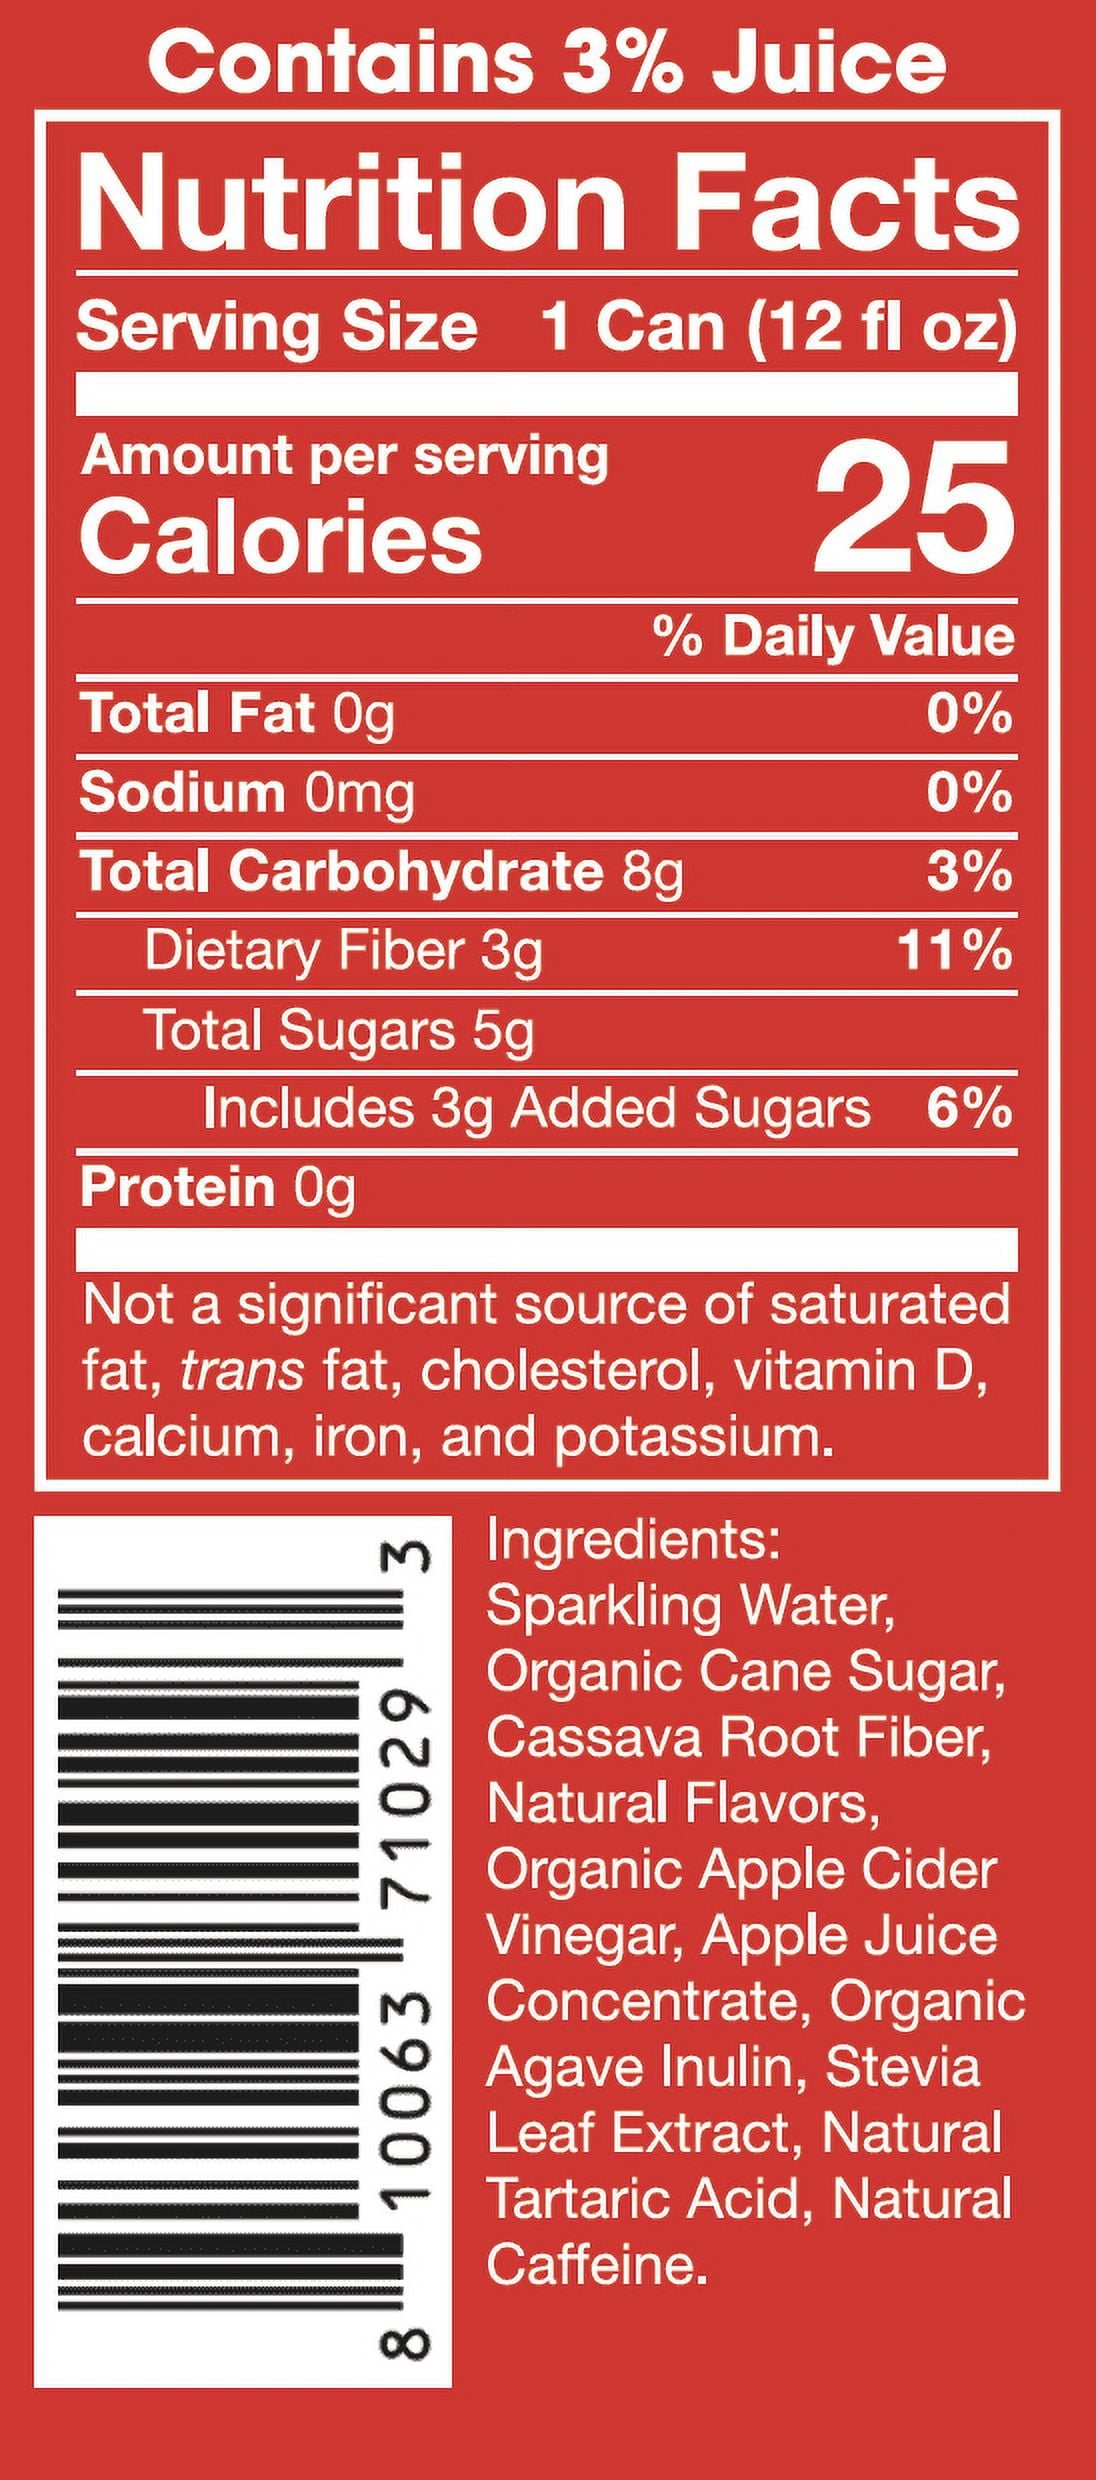 Contains 3% Juice
Nutrition Facts
Serving Size 1 Can (12 fl oz)
Amount per serving
Calories 25
% Daily Value
Total Fat 0g 0%
Sodium 0mg 0%
Total Carbohydrate 8g 3%
Dietary Fiber 3g 11%
Total Sugars 5g
Includes 3g Added Sugars 6%
Protein 0g
Not a significant source of saturated
fat, trans fat, cholesterol, vitamin D,
calcium, iron, and potassium.
8 10063 71029 3
Ingredients:
Sparkling Water,
Organic Cane Sugar,
Cassava Root Fiber,
Natural Flavors,
Organic Apple Cider
Vinegar, Apple Juice
Concentrate, Organic
Agave Inulin, Stevia
Leaf Extract, Natural
Tartaric Acid, Natural
Caffeine.